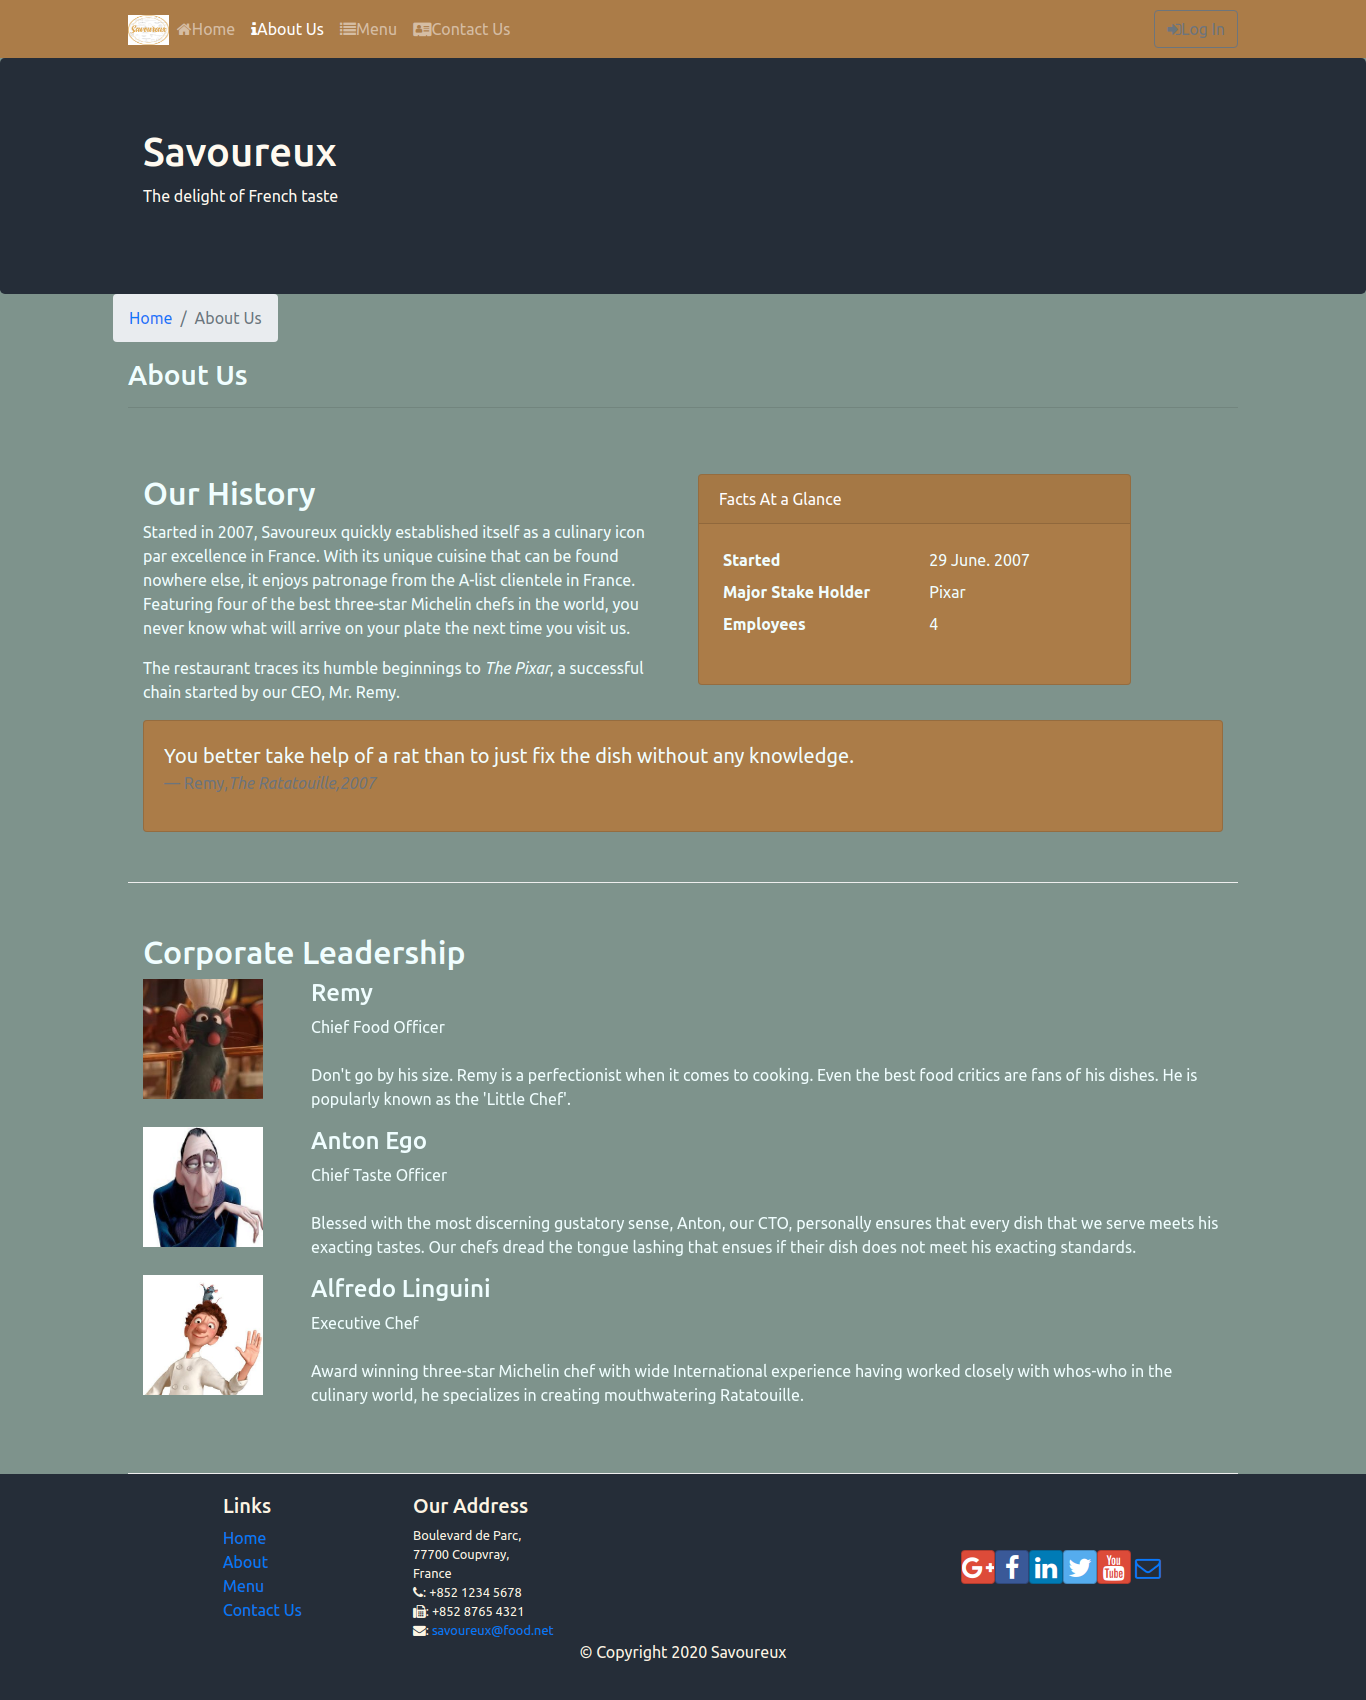 Savoureux
Home About Us Menu Contact Us Log In
Savoureux
The delight of French taste
Home / About Us
About Us
Our History
Started in 2007, Savoureux quickly established itself as a culinary icon
par excellence in France. With its unique cuisine that can be found
nowhere else, it enjoys patronage from the A-list clientele in France.
Featuring four of the best three-star Michelin chefs in the world, you
never know what will arrive on your plate the next time you visit us.
The restaurant traces its humble beginnings to The Pixar, a successful
chain started by our CEO, Mr. Remy.
Facts At a Glance
Started 29 June. 2007
Major Stake Holder Pixar
Employees 4
You better take help of a rat than to just fix the dish without any knowledge.
— Remy,The Ratatouille,2007
Corporate Leadership
Remy
Chief Food Officer
Don't go by his size. Remy is a perfectionist when it comes to cooking. Even the best food critics are fans of his dishes. He is
popularly known as the 'Little Chef'.
Anton Ego
Chief Taste Officer
Blessed with the most discerning gustatory sense, Anton, our CTO, personally ensures that every dish that we serve meets his
exacting tastes. Our chefs dread the tongue lashing that ensues if their dish does not meet his exacting standards.
Alfredo Linguini
Executive Chef
Award winning three-star Michelin chef with wide International experience having worked closely with whos-who in the
culinary world, he specializes in creating mouthwatering Ratatouille.
Links
Home
About
Menu
Contact Us
Our Address
Boulevard de Parc,
77700 Coupvray,
France
: +852 1234 5678
: +852 8765 4321
: savoureux@food.net
G+ f in You Tube
© Copyright 2020 Savoureux